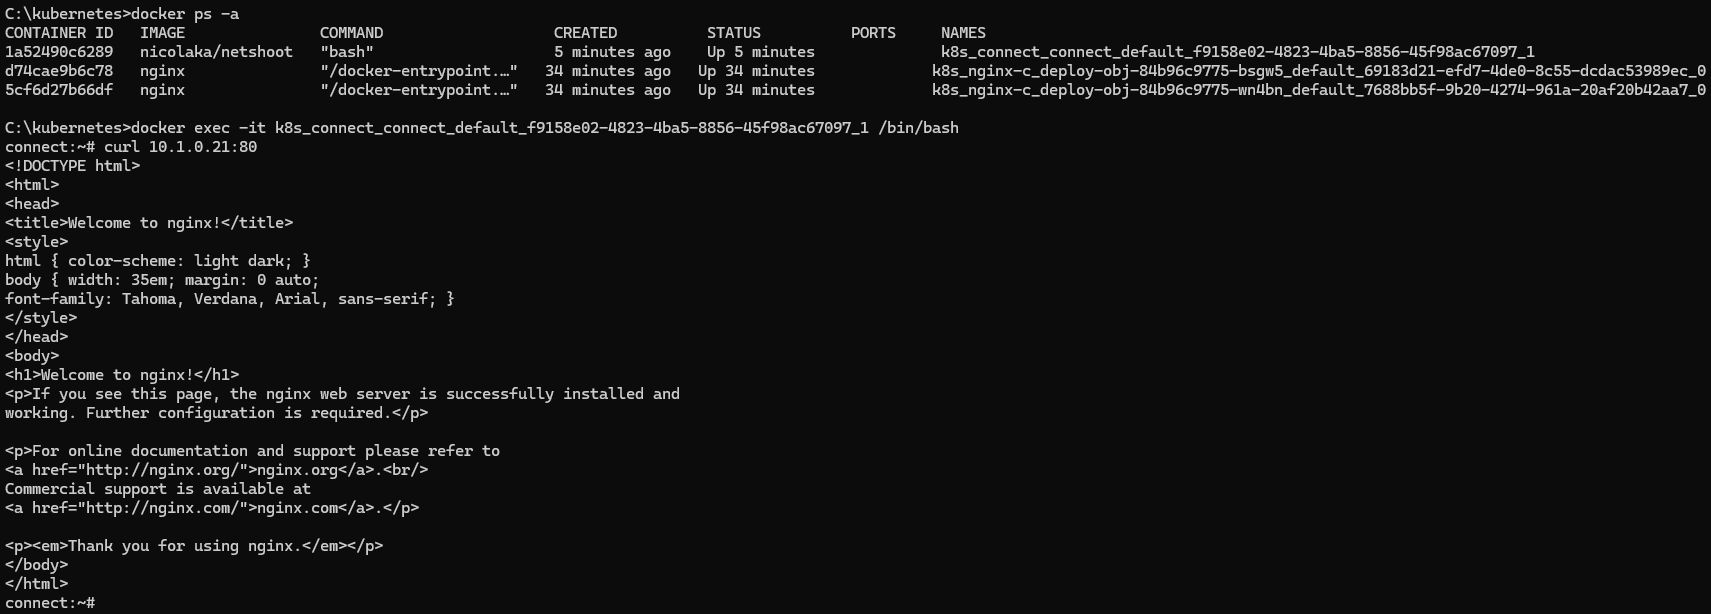 C:\kubernetes>docker ps -a
CONTAINER ID   IMAGE               COMMAND                   CREATED          STATUS          PORTS     NAMES
1a52490c6289   nicolaka/netshoot   "bash"                    5 minutes ago    Up 5 minutes              k8s_connect_connect_default_f9158e02-4823-4ba5-8856-45f98ac67097_1
d74cae9b6c78   nginx               "/docker-entrypoint.…"   34 minutes ago   Up 34 minutes             k8s_nginx-c_deploy-obj-84b96c9775-bsgw5_default_69183d21-efd7-4de0-8c55-dcdac53989ec_0
5cf6d27b66df   nginx               "/docker-entrypoint.…"   34 minutes ago   Up 34 minutes             k8s_nginx-c_deploy-obj-84b96c9775-wn4bn_default_7688bb5f-9b20-4274-961a-20af20b42aa7_0
C:\kubernetes>docker exec -it k8s_connect_connect_default_f9158e02-4823-4ba5-8856-45f98ac67097_1 /bin/bash
connect:~# curl 10.1.0.21:80
<!DOCTYPE html>
<html>
<head>
<title>Welcome to nginx!</title>
<style>
html { color-scheme: light dark; }
body { width: 35em; margin: 0 auto;
font-family: Tahoma, Verdana, Arial, sans-serif; }
</style>
</head>
<body>
<h1>Welcome to nginx!</h1>
<p>If you see this page, the nginx web server is successfully installed and
working. Further configuration is required.</p>
<p>For online documentation and support please refer to
<a href="http://nginx.org/">nginx.org</a>.<br/>
Commercial support is available at
<a href="http://nginx.com/">nginx.com</a>.</p>
<p><em>Thank you for using nginx.</em></p>
</body>
</html>
connect:~#